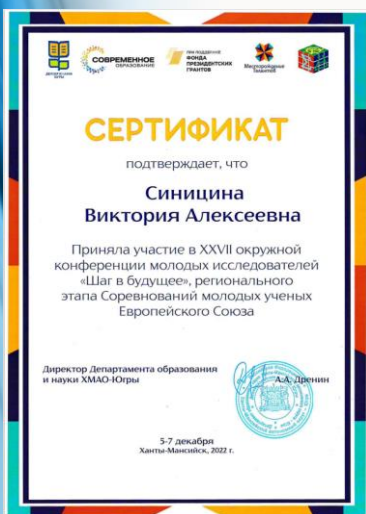 СОВРЕМЕННОЕ
ОБРАЗОВАНИЕ
ПРИ ПОДДЕРЖКЕ
ФОНДА
ПРЕЗИДЕНТСКИХ
ГРАНТОВ
СЕРТИФИКАТ
подтверждает, что
Синицина
Виктория Алексеевна
Приняла участие в XXVII окружной
конференции молодых исследователей
«Шаг в будущее», регионального
этапа Соревнований молодых ученых
Европейского Союза
Директор Департамента образования
и науки ХМАО-Югры
А.А. Дренин
5-7 декабря
Ханты-Мансийск, 2022 г.